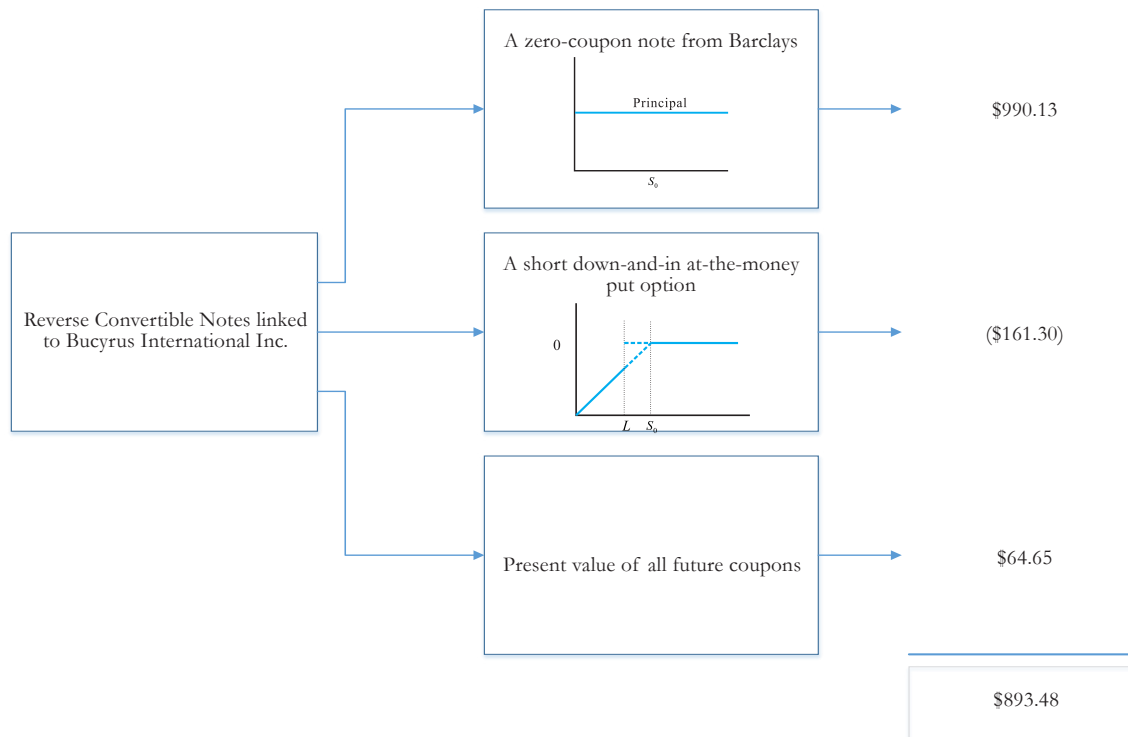 A zero-coupon note from Barclays
Principal
S₀
$990.13
Reverse Convertible Notes linked
to Bucyrus International Inc.
A short down-and-in at-the-money
put option
0
L S₀
($161.30)
Present value of all future coupons
$64.65
$893.48